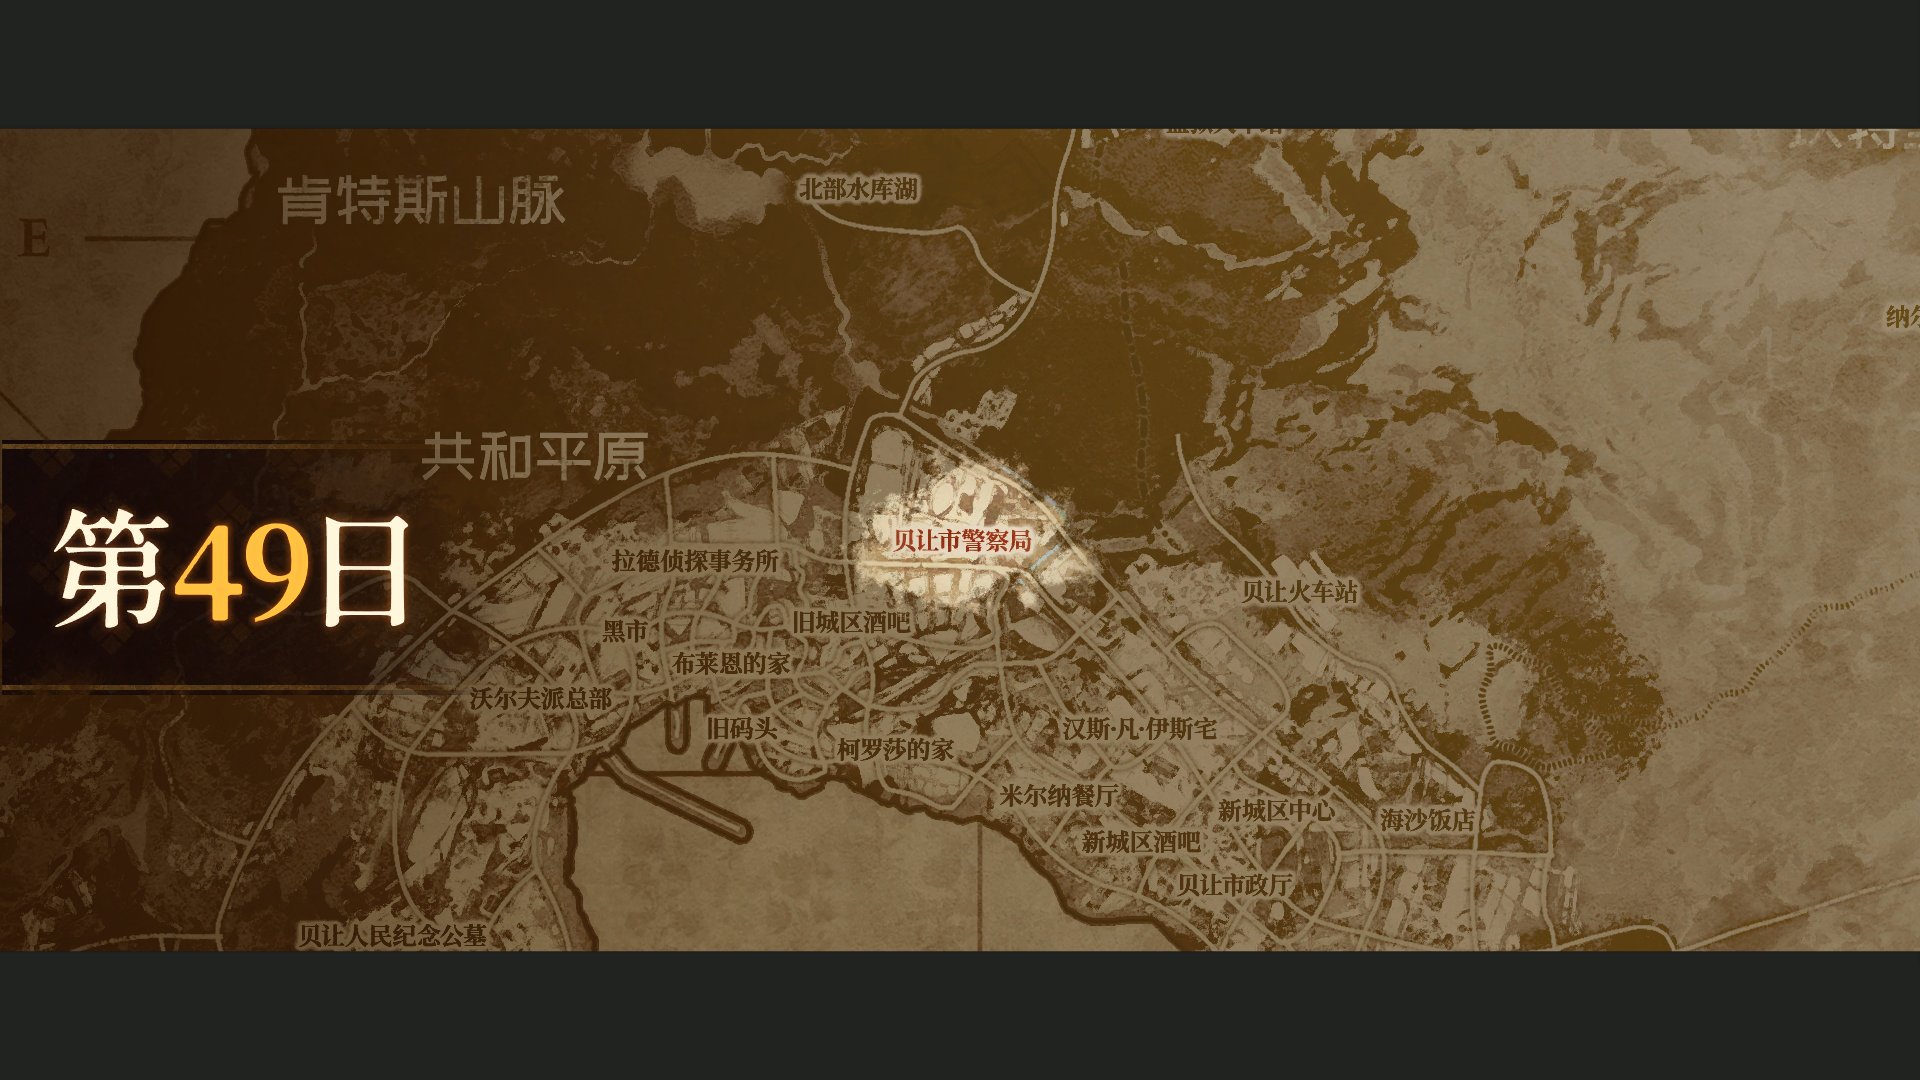 肯特斯山脉
北部水库湖
E
共和平原
第49日
贝让市警察局
拉德侦探事务所
贝让火车站
旧城区酒吧
黑市
布莱恩的家
沃尔夫派总部
旧码头
汉斯·凡·伊斯宅
柯罗莎的家
米尔纳餐厅
新城区中心
海沙饭店
新城区酒吧
贝让市政厅
贝让人民纪念公墓